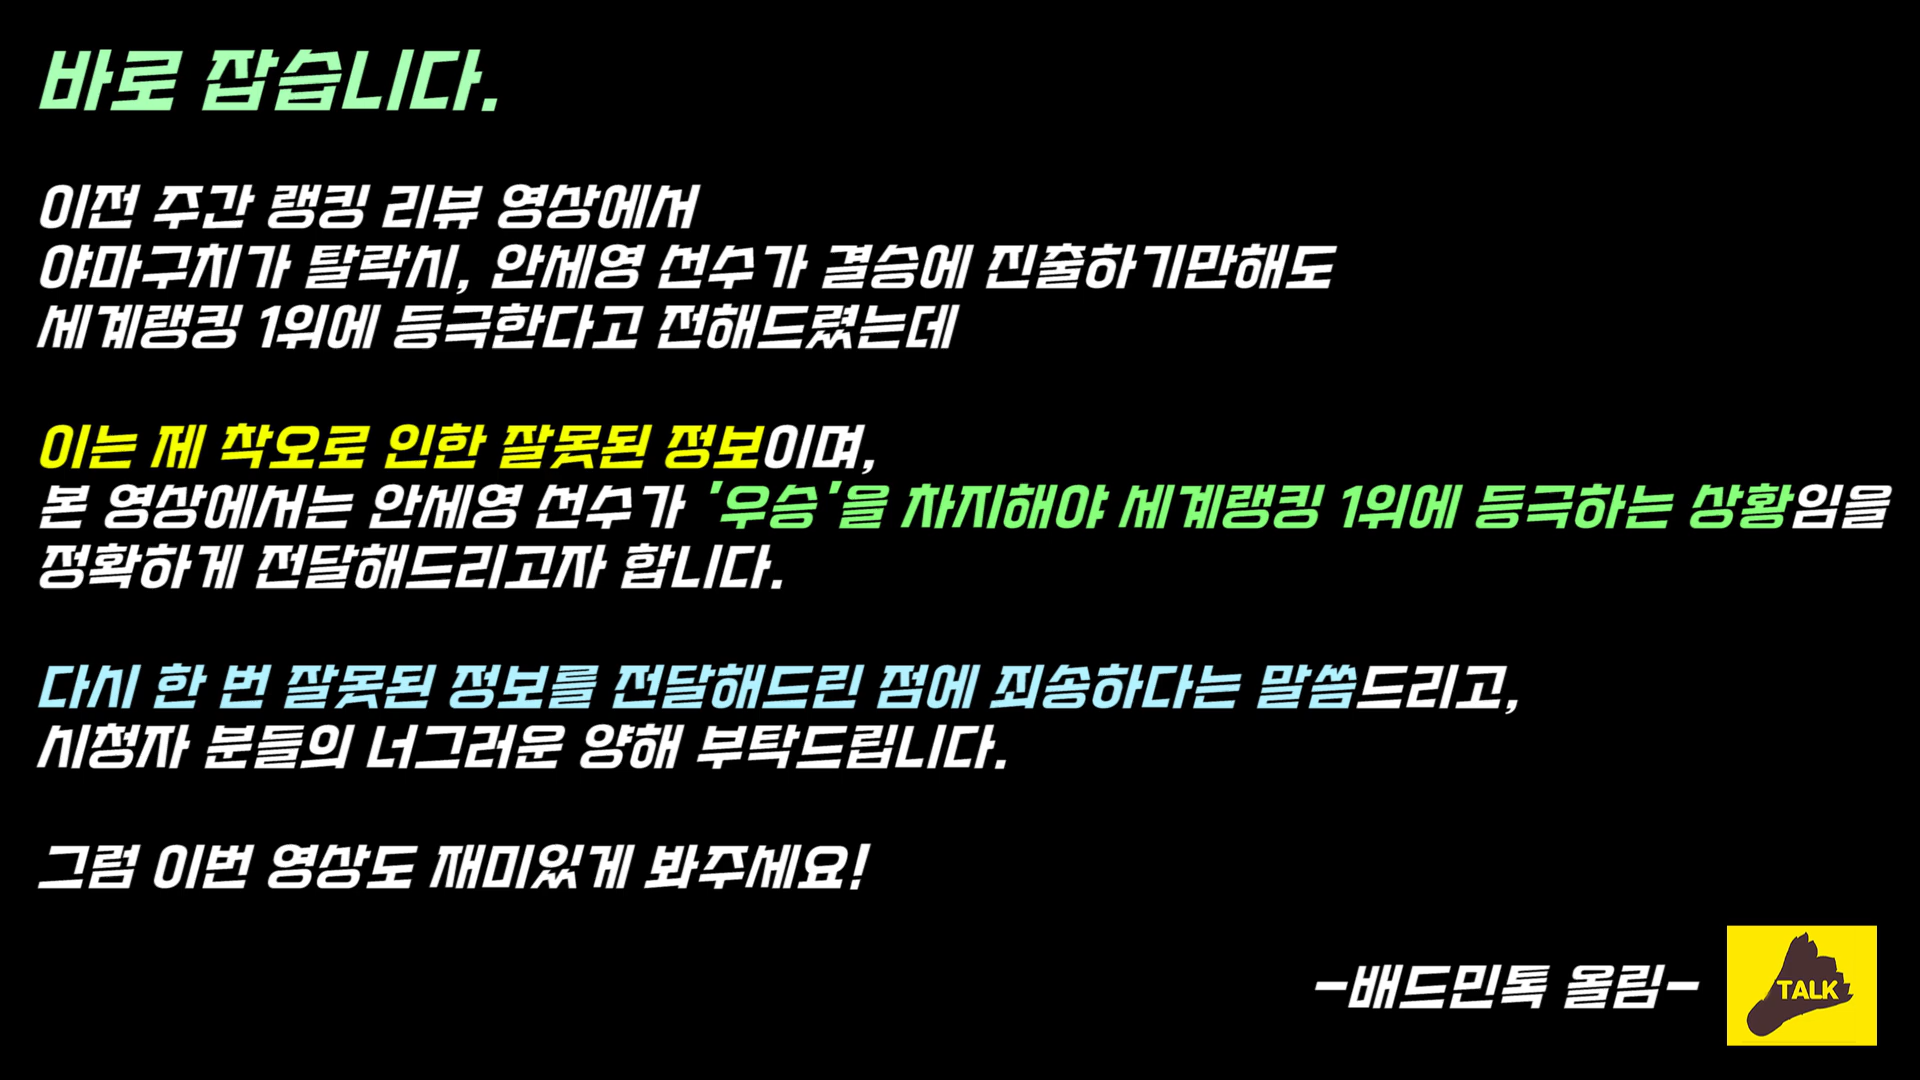 바로 잡습니다.
이전 주간 랭킹 리뷰 영상에서
야마구치가 탈락시, 안세영 선수가 결승에 진출하기만해도
세계랭킹 1위에 등극한다고 전해드렸는데
이는 제 착오로 인한 잘못된 정보이며,
본 영상에서는 안세영 선수가 '우승'을 차지해야 세계랭킹 1위에 등극하는 상황임을
정확하게 전달해드리고자 합니다.
다시 한 번 잘못된 정보를 전달해드린 점에 죄송하다는 말씀드리고,
시청자 분들의 너그러운 양해 부탁드립니다.
그럼 이번 영상도 재미있게 봐주세요!
-배드민톡 올림-
TALK